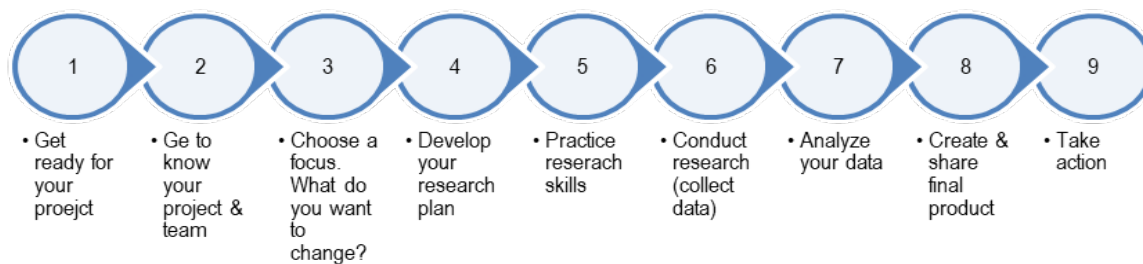 1
2
3
4
5
6
7
8
9
• Get
ready for
your
proejct
• Ge to
know
your
project &
team
• Choose a
focus.
What do
you want
to
change?
• Develop
your
research
plan
• Practice
reserach
skills
• Conduct
research
(collect
data)
• Analyze
your data
• Create &
share
final
product
• Take
action